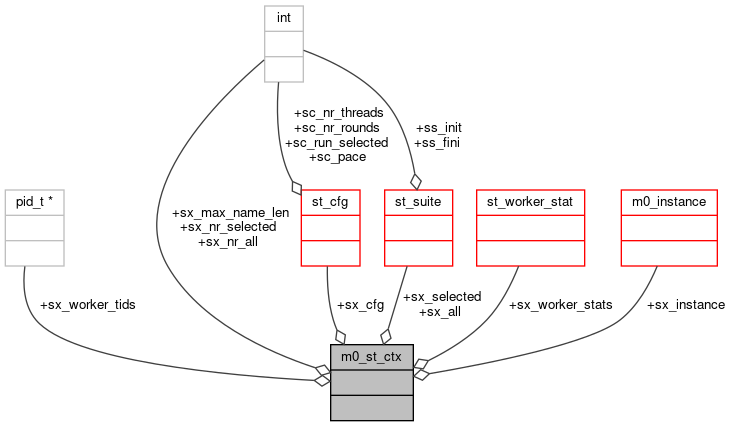 int
+sc_nr_threads
+sc_nr_rounds
+sc_run_selected
+sc_pace
+ss_init
+ss_fini
pid_t *
st_cfg
st_suite
st_worker_stat
m0_instance
+sx_max_name_len
+sx_nr_selected
+sx_nr_all
+sx_worker_tids
+sx_cfg
+sx_selected
+sx_all
+sx_worker_stats
+sx_instance
m0_st_ctx